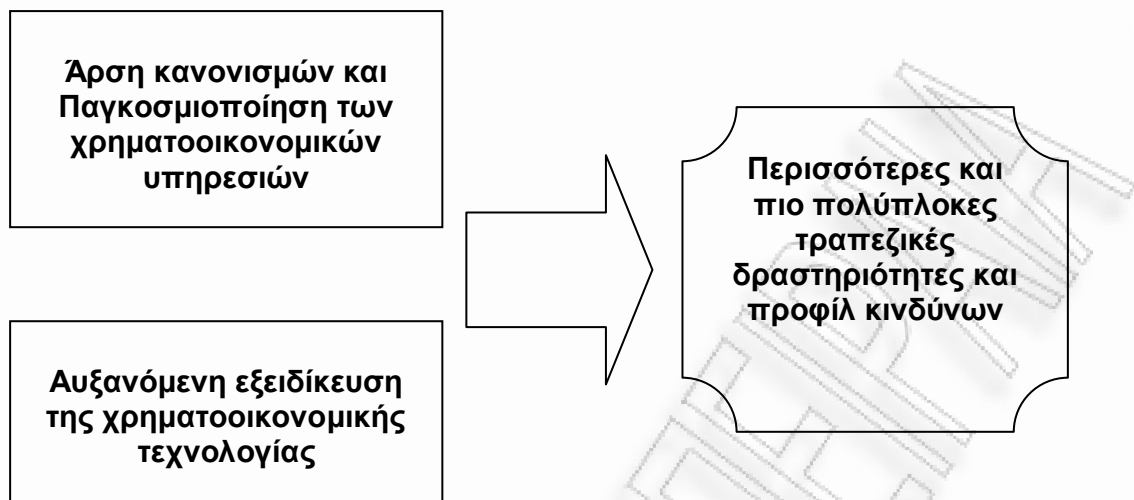 Άρση κανονισμών και
Παγκοσμιοποίηση των
χρηματοοικονομικών
υπηρεσιών
Περισσότερες και
πιο πολύπλοκες
τραπεζικές
δραστηριότητες και
προφίλ κινδύνων
Αυξανόμενη εξειδίκευση
της χρηματοοικονομικής
τεχνολογίας